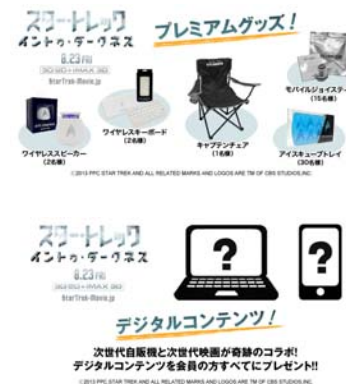 スター・トレック
イントゥ・ダークネス
8.23 FRI
3D/2D+IMAX 3D
StarTrek-Movie.jp
プレミアムグッズ!
モバイルジョイスティ
(15名様)
ワイヤレスキーボード
(2名様)
ワイヤレススピーカー
(2名様)
キャプテンチェア
(1名様)
アイスキューブトレイ
(30名様)
©2013 PPC. STAR TREK AND ALL RELATED MARKS AND LOGOS ARE TM OF CBS STUDIOS,INC.
スター・トレック
イントゥ・ダークネス
8.23 FRI
3D/2D+IMAX 3D
StarTrek-Movie.jp
?
?
デジタルコンテンツ!
次世代自販機と次世代映画が奇跡のコラボ!
デジタルコンテンツを会員の方すべてにプレゼント!!
©2013 PPC. STAR TREK AND ALL RELATED MARKS AND LOGOS ARE TM OF CBS STUDIOS,INC.